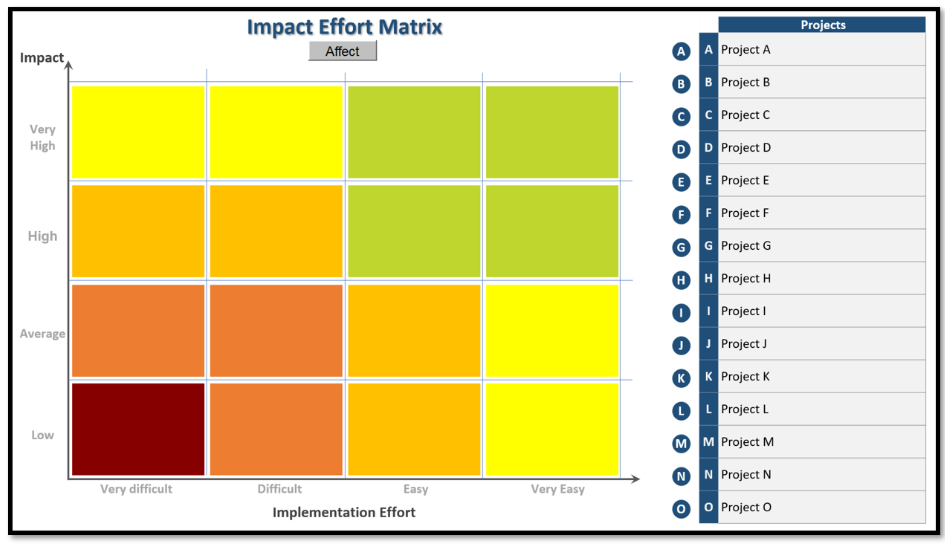 Impact Effort Matrix
Affect
Impact
Very
High
High
Average
Low
Very difficult
Difficult
Easy
Very Easy
Implementation Effort
Projects
A A Project A
B B Project B
C C Project C
D D Project D
E E Project E
F F Project F
G G Project G
H H Project H
I I Project I
J J Project J
K K Project K
L L Project L
M M Project M
N N Project N
O O Project O